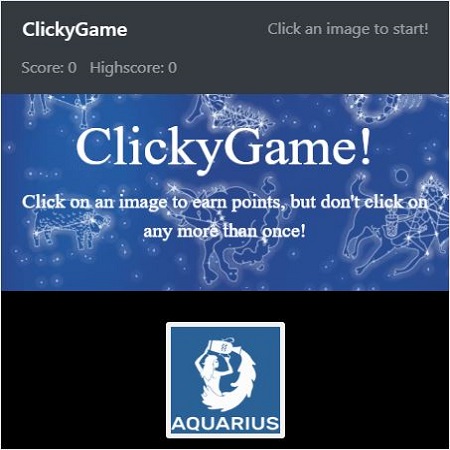 ClickyGame
Click an image to start!
Score: 0 Highscore: 0
ClickyGame!
Click on an image to earn points, but don't click on
any more than once!
AQUARIUS